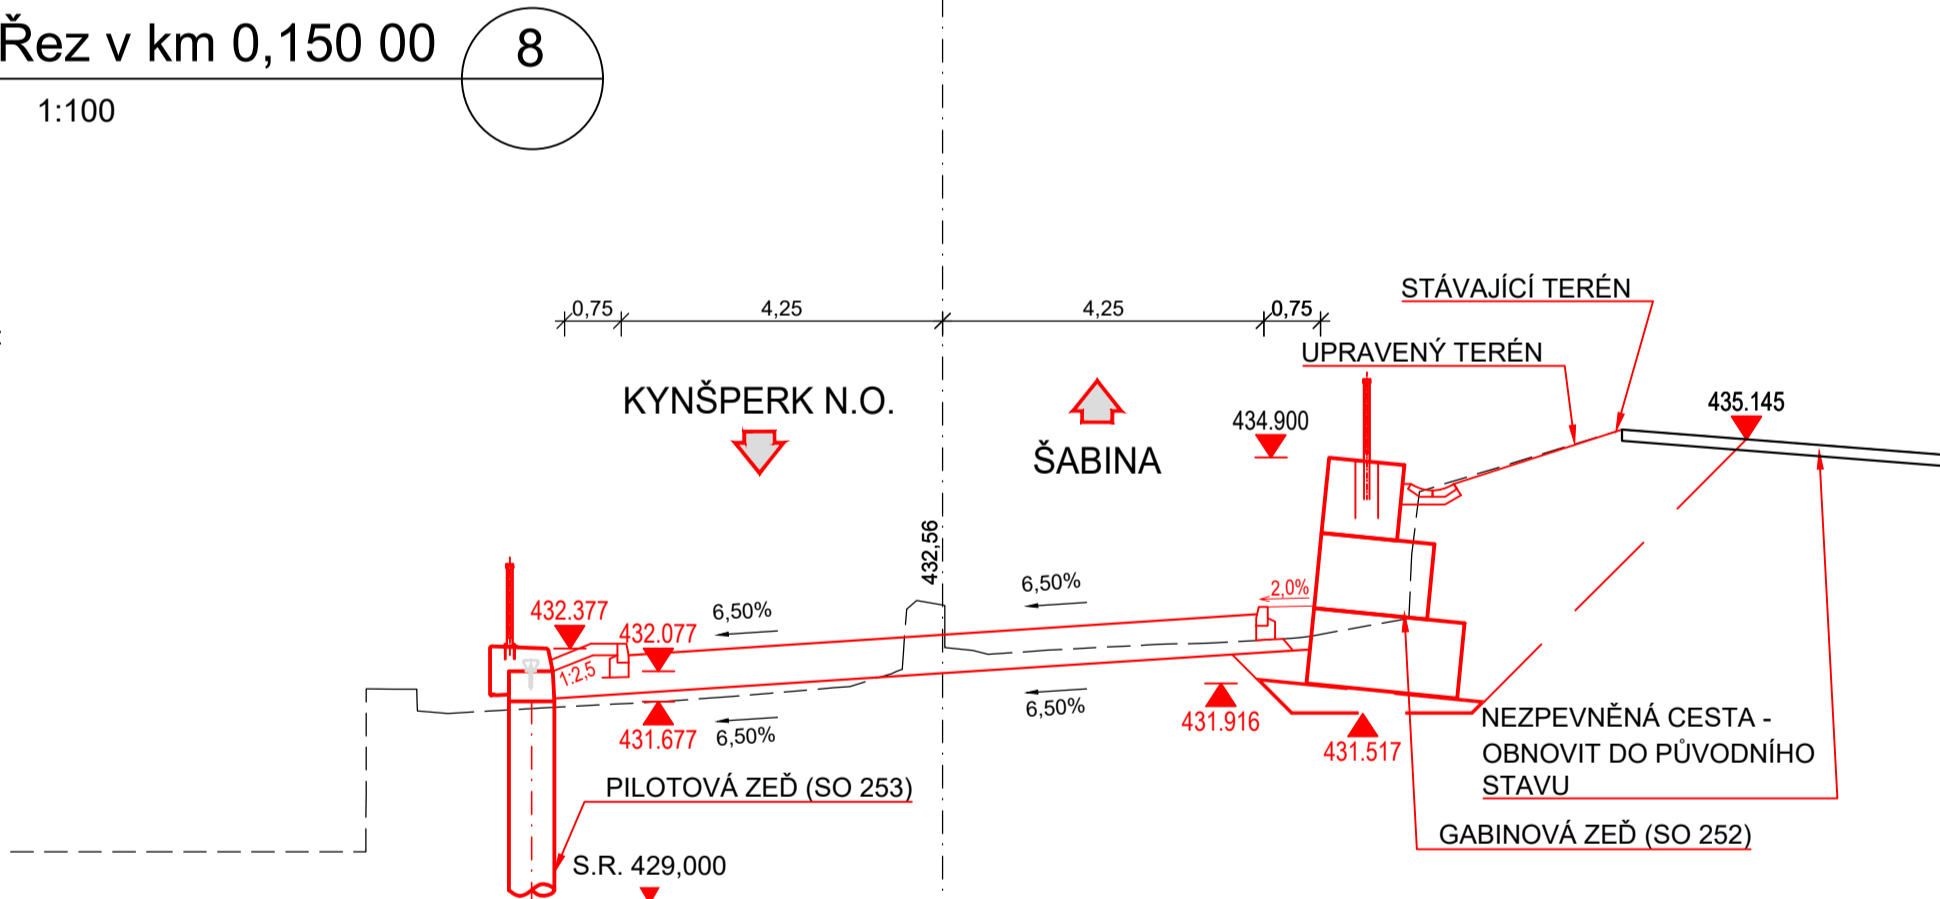 Řez v km 0,150 00
8
1:100
0,75
4,25
4,25
0,75
STÁVAJÍCÍ TERÉN
UPRAVENÝ TERÉN
KYNŠPERK N.O.
ŠABINA
434.900
435.145
432,56
432.377
432.077
6,50%
6,50%
2,0%
1:2,5
431.677
6,50%
6,50%
431.916
431.517
NEZPEVNĚNÁ CESTA -
OBNOVIT DO PŮVODNÍHO
STAVU
PILOTOVÁ ZEĎ (SO 253)
GABINOVÁ ZEĎ (SO 252)
S.R. 429,000